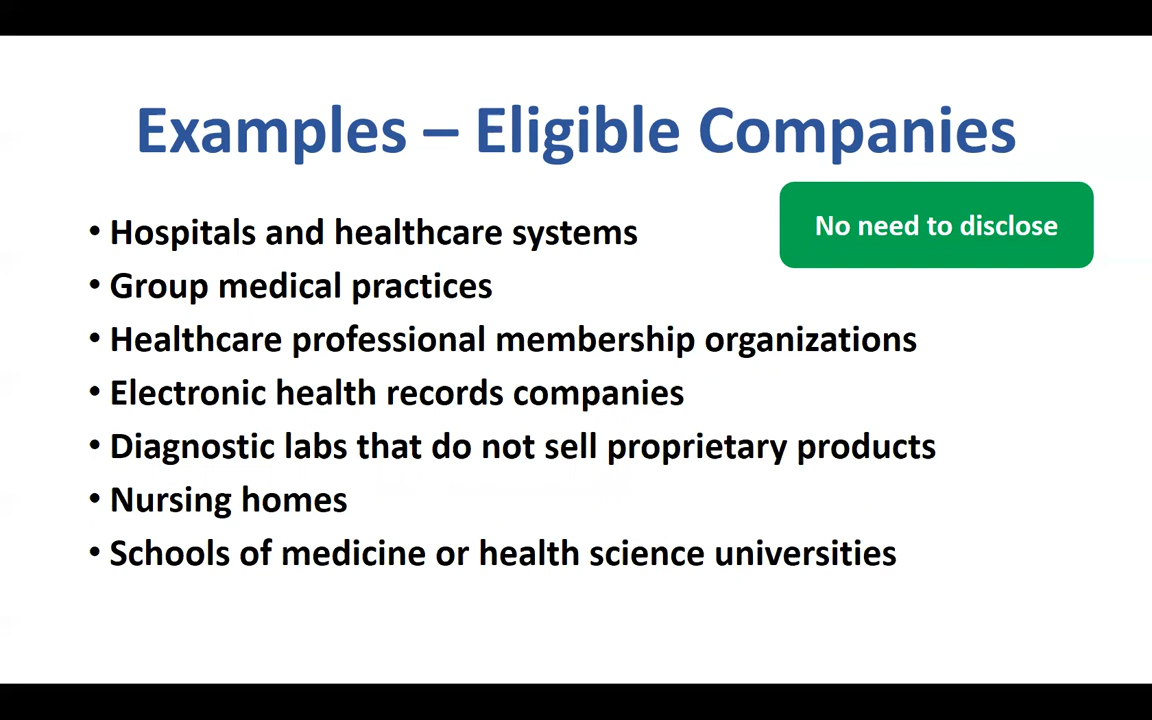 Examples – Eligible Companies
No need to disclose
• Hospitals and healthcare systems
• Group medical practices
• Healthcare professional membership organizations
• Electronic health records companies
• Diagnostic labs that do not sell proprietary products
• Nursing homes
• Schools of medicine or health science universities